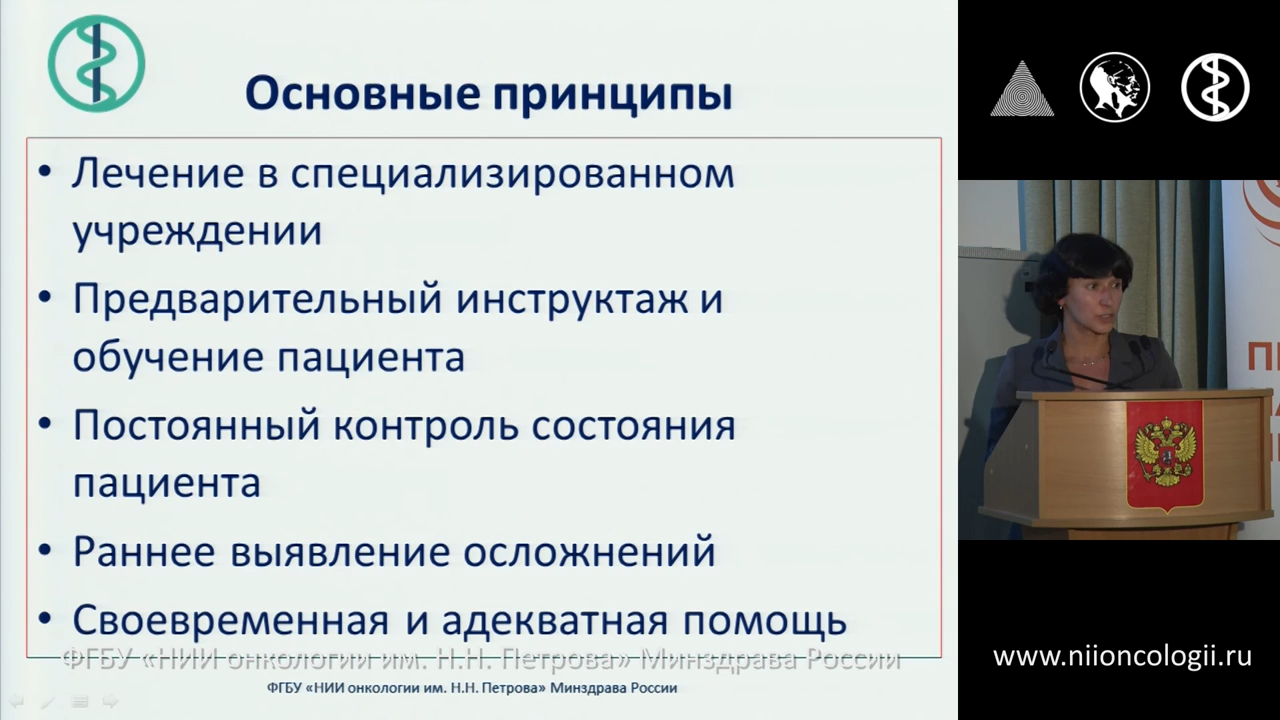 Основные принципы
• Лечение в специализированном
учреждении
• Предварительный инструктаж и
обучение пациента
• Постоянный контроль состояния
пациента
• Раннее выявление осложнений
• Своевременная и адекватная помощь
ФГБУ «НИИ онкологии им. Н.Н. Петрова» Минздрава России
ФГБУ «НИИ онкологии им. Н.Н. Петрова» Минздрава России
www.niioncologii.ru